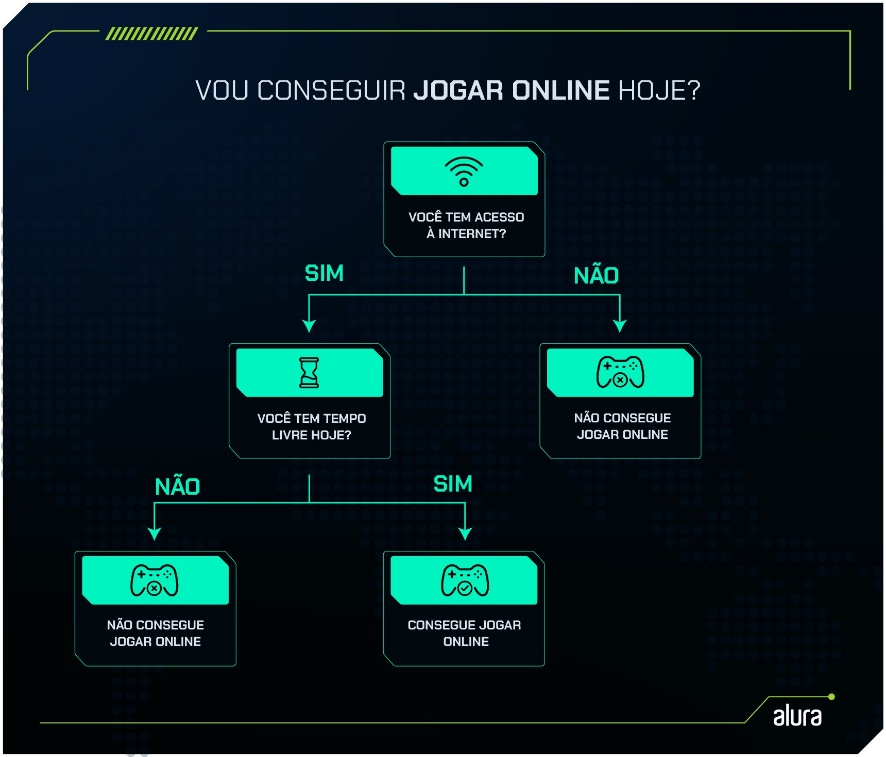 VOU CONSEGUIR JOGAR ONLINE HOJE?
VOCÊ TEM ACESSO
À INTERNET?
SIM
NÃO
VOCÊ TEM TEMPO
LIVRE HOJE?
NÃO CONSEGUE
JOGAR ONLINE
NÃO
SIM
NÃO CONSEGUE
JOGAR ONLINE
CONSEGUE JOGAR
ONLINE
alura